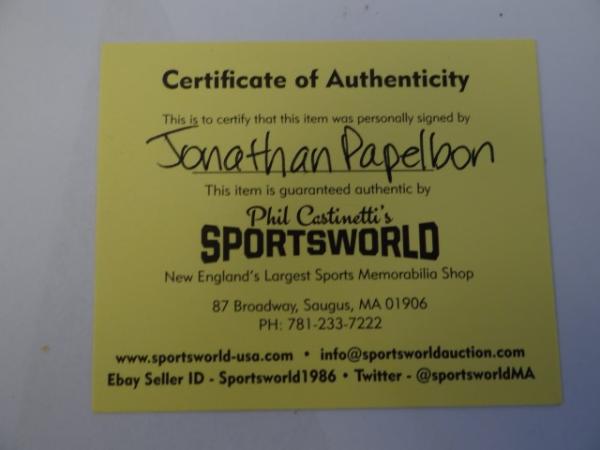 Certificate of Authenticity
This is to certify that this item was personally signed by
Jonathan Papelbon
This item is guaranteed authentic by
Phil Castinetti's
SPORTSWORLD
New England's Largest Sports Memorabilia Shop
87 Broadway, Saugus, MA 01906
PH: 781-233-7222
www.sportsworld-usa.com • info@sportsworldauction.com
Ebay Seller ID - Sportsworld1986 • Twitter - @sportsworldMA